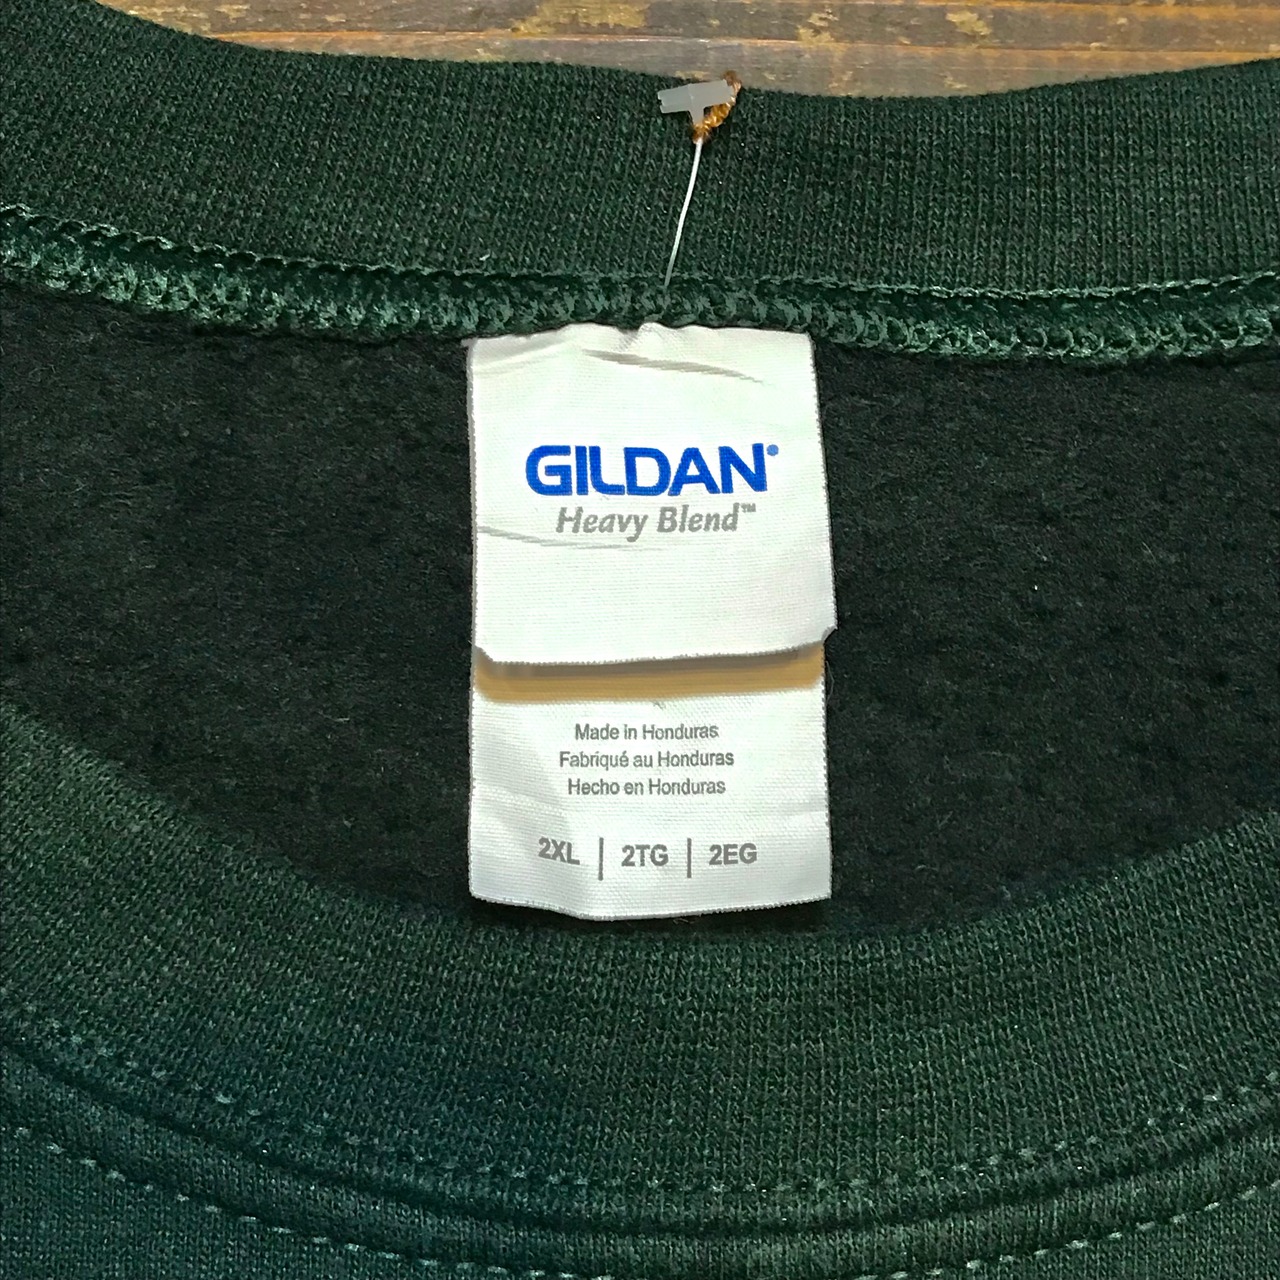 GILDAN®
Heavy Blend™
Made in Honduras
Fabriqué au Honduras
Hecho en Honduras
2XL | 2TG | 2EG